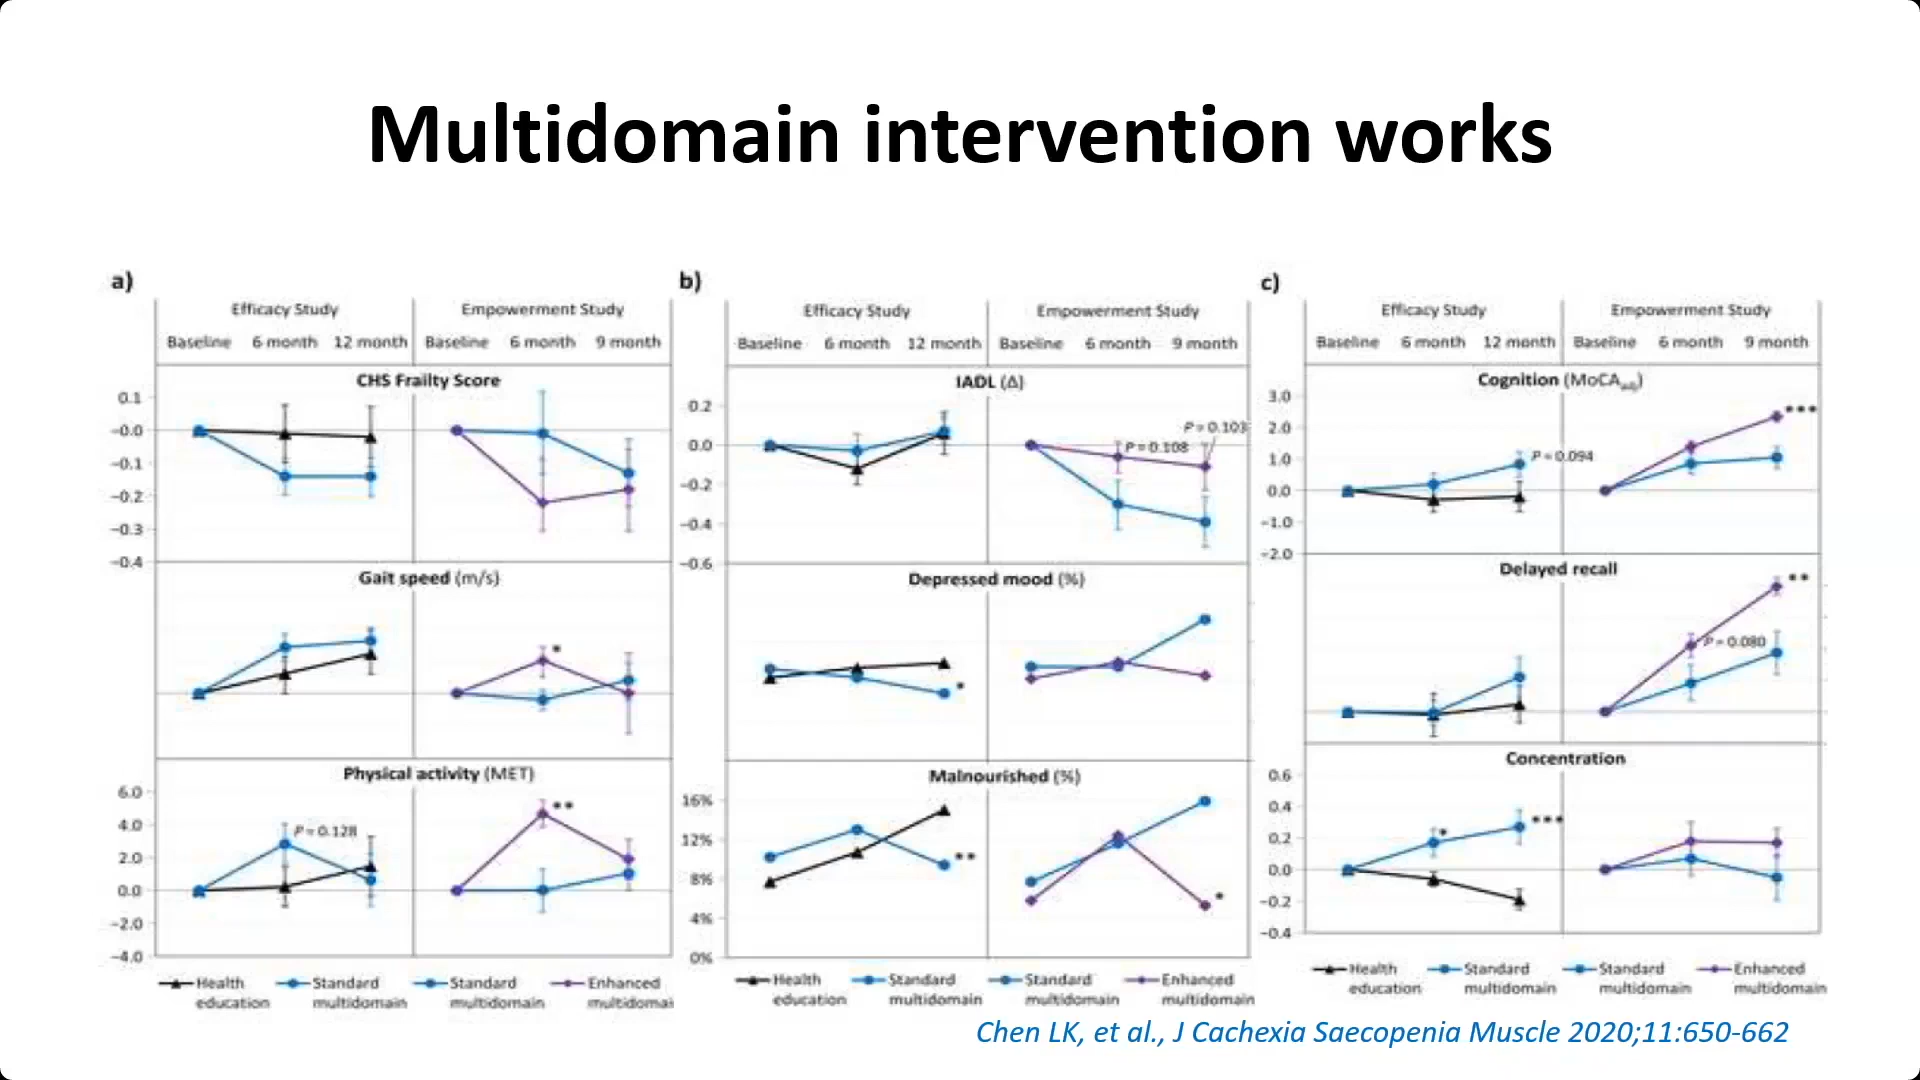 Multidomain intervention works
a)
Efficacy Study Empowerment Study
Baseline 6 month 12 month Baseline 6 month 9 month
CHS Frailty Score
0.1
−0.0
−0.1
−0.2
−0.3
−0.4
Gait speed (m/s)
*
Physical activity (MET)
6.0
4.0
2.0
0.0
−2.0
−4.0
P = 0.128
**
Health education
Standard multidomain
Standard multidomain
Enhanced multidomai
b)
Efficacy Study Empowerment Study
Baseline 6 month 12 month Baseline 6 month 9 month
IADL (Δ)
0.2
0.0
−0.2
−0.4
−0.6
P = 0.108
P = 0.103
Depressed mood (%)
*
Malnourished (%)
16%
12%
8%
4%
0%
**
*
Health education
Standard multidomain
Standard multidomain
Enhanced multidomain
c)
Efficacy Study Empowerment Study
Baseline 6 month 12 month Baseline 6 month 9 month
Cognition (MoCAadj)
3.0
2.0
1.0
0.0
−1.0
−2.0
P = 0.094
***
Delayed recall
P = 0.080
**
Concentration
0.6
0.4
0.2
0.0
−0.2
−0.4
*
***
Health education
Standard multidomain
Standard multidomain
Enhanced multidomain
Chen LK, et al., J Cachexia Saecopenia Muscle 2020;11:650-662